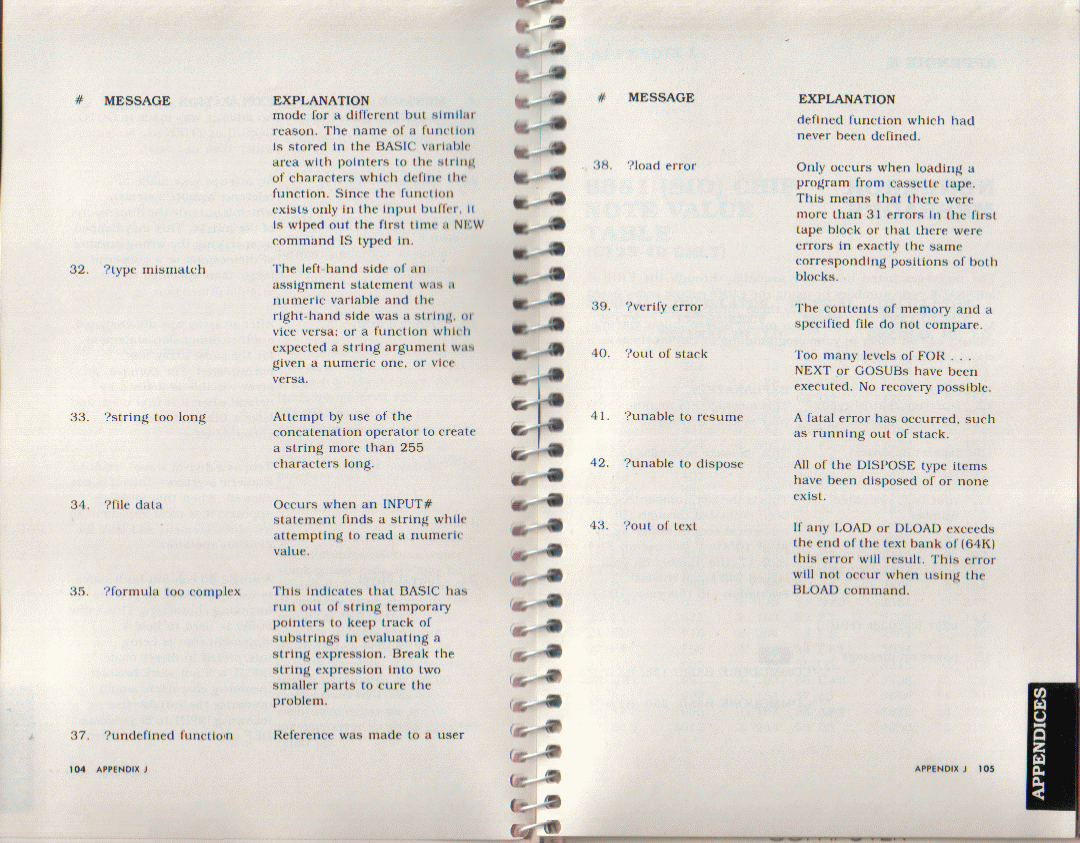 # MESSAGE EXPLANATION
mode for a different but similar
reason. The name of a function
is stored in the BASIC variable
area with pointers to the string
of characters which define the
function. Since the function
exists only in the input buffer, it
is wiped out the first time a NEW
command IS typed in.
32. ?type mismatch The left-hand side of an
assignment statement was a
numeric variable and the
right-hand side was a string, or
vice versa; or a function which
expected a string argument was
given a numeric one, or vice
versa.
33. ?string too long Attempt by use of the
concatenation operator to create
a string more than 255
characters long.
34. ?file data Occurs when an INPUT#
statement finds a string while
attempting to read a numeric
value.
35. ?formula too complex This indicates that BASIC has
run out of string temporary
pointers to keep track of
substrings in evaluating a
string expression. Break the
string expression into two
smaller parts to cure the
problem.
37. ?undefined function Reference was made to a user
104 APPENDIX J
# MESSAGE EXPLANATION
defined function which had
never been defined.
38. ?load error Only occurs when loading a
program from cassette tape.
This means that there were
more than 31 errors in the first
tape block or that there were
errors in exactly the same
corresponding positions of both
blocks.
39. ?verify error The contents of memory and a
specified file do not compare.
40. ?out of stack Too many levels of FOR . . .
NEXT or GOSUBs have been
executed. No recovery possible.
41. ?unable to resume A fatal error has occurred, such
as running out of stack.
42. ?unable to dispose All of the DISPOSE type items
have been disposed of or none
exist.
43. ?out of text If any LOAD or DLOAD exceeds
the end of the text bank of (64K)
this error will result. This error
will not occur when using the
BLOAD command.
APPENDIX J 105
APPENDICES